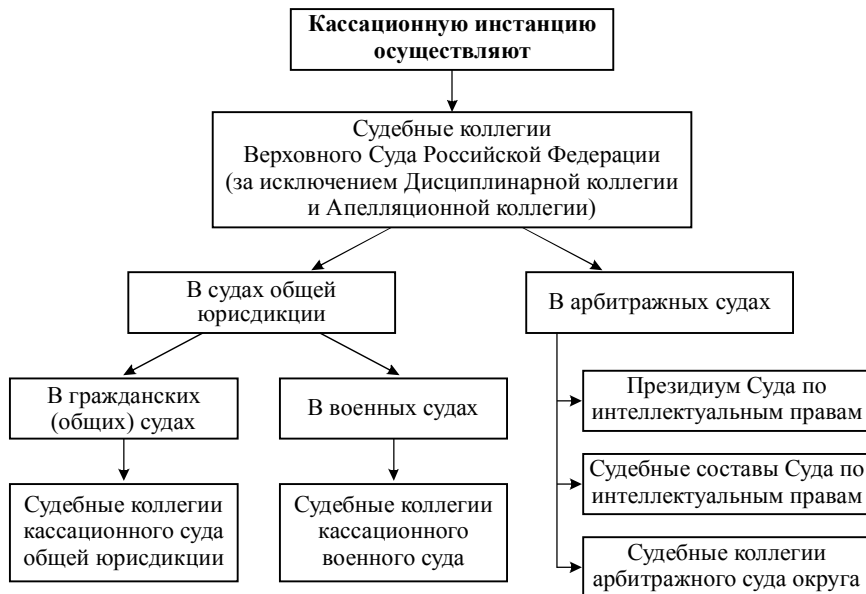 Кассационную инстанцию
осуществляют
Судебные коллегии
Верховного Суда Российской Федерации
(за исключением Дисциплинарной коллегии
и Апелляционной коллегии)
В судах общей
юрисдикции
В арбитражных судах
В гражданских
(общих) судах
В военных судах
Президиум Суда по
интеллектуальным правам
Судебные составы Суда по
интеллектуальным правам
Судебные коллегии
кассационного суда
общей юрисдикции
Судебные коллегии
кассационного
военного суда
Судебные коллегии
арбитражного суда округа